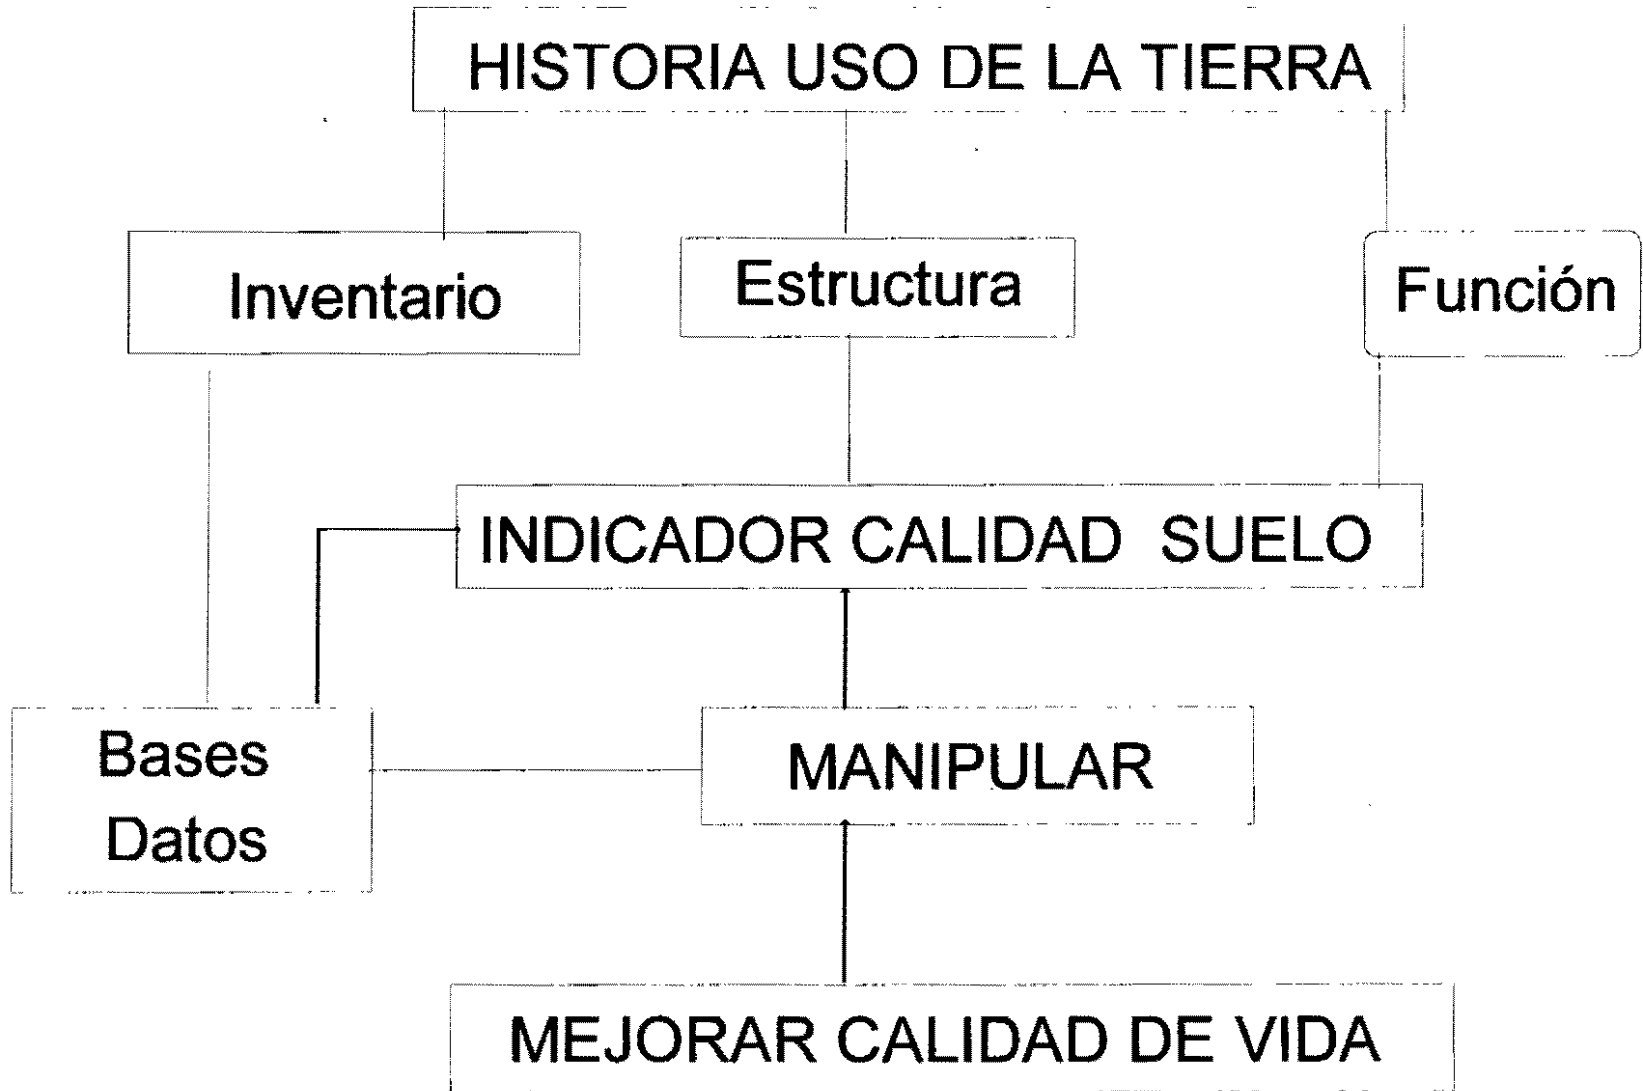 HISTORIA USO DE LA TIERRA
Inventario
Estructura
Función
INDICADOR CALIDAD SUELO
Bases
Datos
MANIPULAR
MEJORAR CALIDAD DE VIDA